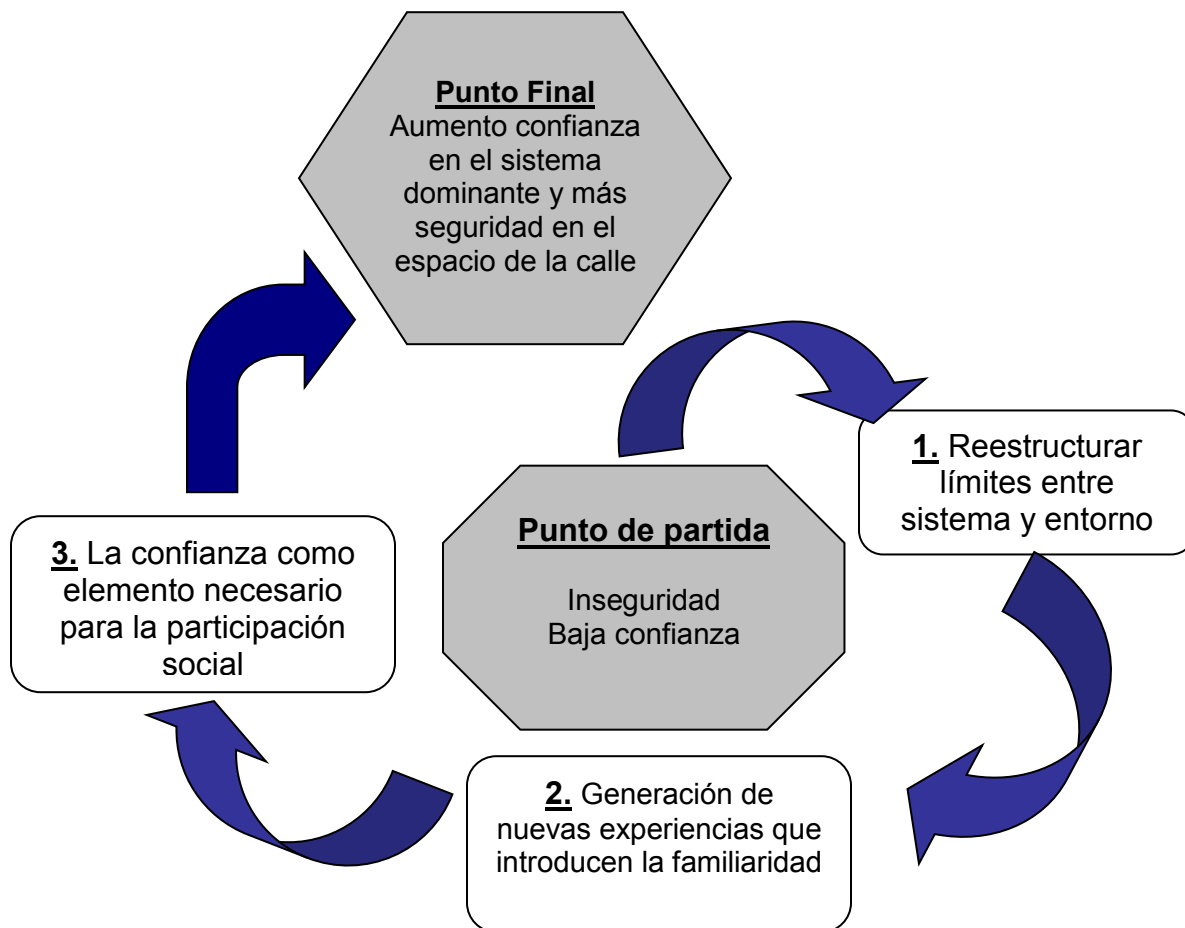 Punto Final
Aumento confianza
en el sistema
dominante y más
seguridad en el
espacio de la calle
1. Reestructurar
límites entre
sistema y entorno
Punto de partida
Inseguridad
Baja confianza
3. La confianza como
elemento necesario
para la participación
social
2. Generación de
nuevas experiencias que
introducen la familiaridad